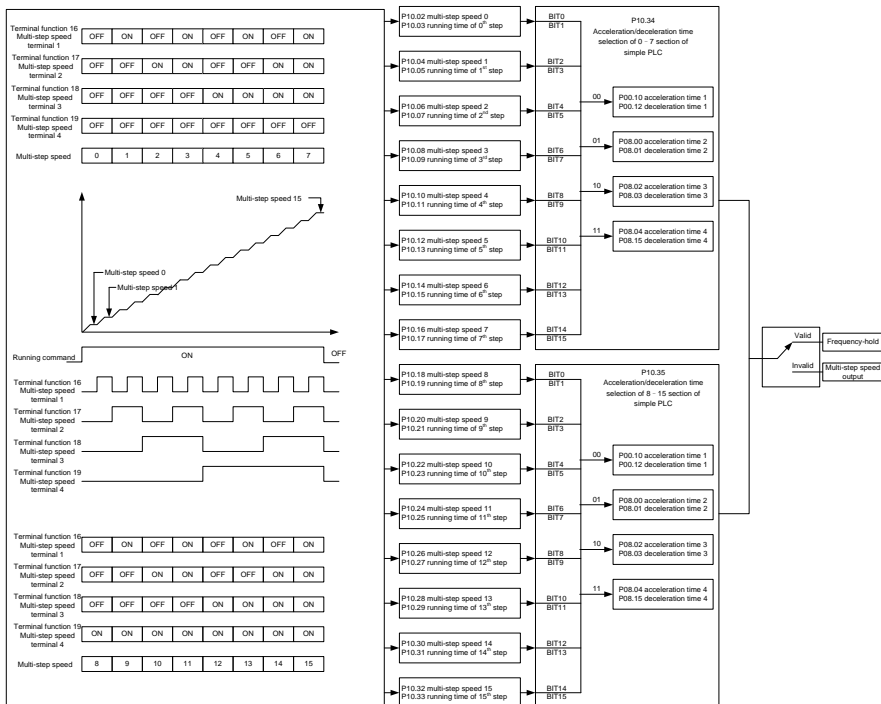 Terminal function 16
Multi-step speed
terminal 1
OFF ON OFF ON OFF ON OFF ON
Terminal function 17
Multi-step speed
terminal 2
OFF OFF ON ON OFF OFF ON ON
Terminal function 18
Multi-step speed
terminal 3
OFF OFF OFF OFF ON ON ON ON
Terminal function 19
Multi-step speed
terminal 4
OFF OFF OFF OFF OFF OFF OFF OFF
Multi-step speed 0 1 2 3 4 5 6 7
Multi-step speed 15
Multi-step speed 0
Multi-step speed 1
Running command
ON
OFF
Terminal function 16
Multi-step speed
terminal 1
Terminal function 17
Multi-step speed
terminal 2
Terminal function 18
Multi-step speed
terminal 3
Terminal function 19
Multi-step speed
terminal 4
Terminal function 16
Multi-step speed
terminal 1
OFF ON OFF ON OFF ON OFF ON
Terminal function 17
Multi-step speed
terminal 2
OFF OFF ON ON OFF OFF ON ON
Terminal function 18
Multi-step speed
terminal 3
OFF OFF OFF OFF ON ON ON ON
Terminal function 19
Multi-step speed
terminal 4
ON ON ON ON ON ON ON ON
Multi-step speed 8 9 10 11 12 13 14 15
P10.02 multi-step speed 0
P10.03 running time of 0th step
P10.04 multi-step speed 1
P10.05 running time of 1st step
P10.06 multi-step speed 2
P10.07 running time of 2nd step
P10.08 multi-step speed 3
P10.09 running time of 3rd step
P10.10 multi-step speed 4
P10.11 running time of 4th step
P10.12 multi-step speed 5
P10.13 running time of 5th step
P10.14 multi-step speed 6
P10.15 running time of 6th step
P10.16 multi-step speed 7
P10.17 running time of 7th step
P10.18 multi-step speed 8
P10.19 running time of 8th step
P10.20 multi-step speed 9
P10.21 running time of 9th step
P10.22 multi-step speed 10
P10.23 running time of 10th step
P10.24 multi-step speed 11
P10.25 running time of 11th step
P10.26 multi-step speed 12
P10.27 running time of 12th step
P10.28 multi-step speed 13
P10.29 running time of 13th step
P10.30 multi-step speed 14
P10.31 running time of 14th step
P10.32 multi-step speed 15
P10.33 running time of 15th step
BIT0
BIT1
BIT2
BIT3
BIT4
BIT5
BIT6
BIT7
BIT8
BIT9
BIT10
BIT11
BIT12
BIT13
BIT14
BIT15
P10.34
Acceleration/deceleration time
selection of 0 - 7 section of
simple PLC
00
P00.10 acceleration time 1
P00.12 deceleration time 1
01
P08.00 acceleration time 2
P08.01 deceleration time 2
10
P08.02 acceleration time 3
P08.03 deceleration time 3
11
P08.04 acceleration time 4
P08.15 deceleration time 4
BIT0
BIT1
BIT2
BIT3
BIT4
BIT5
BIT6
BIT7
BIT8
BIT9
BIT10
BIT11
BIT12
BIT13
BIT14
BIT15
P10.35
Acceleration/deceleration time
selection of 8 - 15 section of
simple PLC
00
P00.10 acceleration time 1
P00.12 deceleration time 1
01
P08.00 acceleration time 2
P08.01 deceleration time 2
10
P08.02 acceleration time 3
P08.03 deceleration time 3
11
P08.04 acceleration time 4
P08.15 deceleration time 4
Valid
Frequency-hold
Invalid
Multi-step speed
output